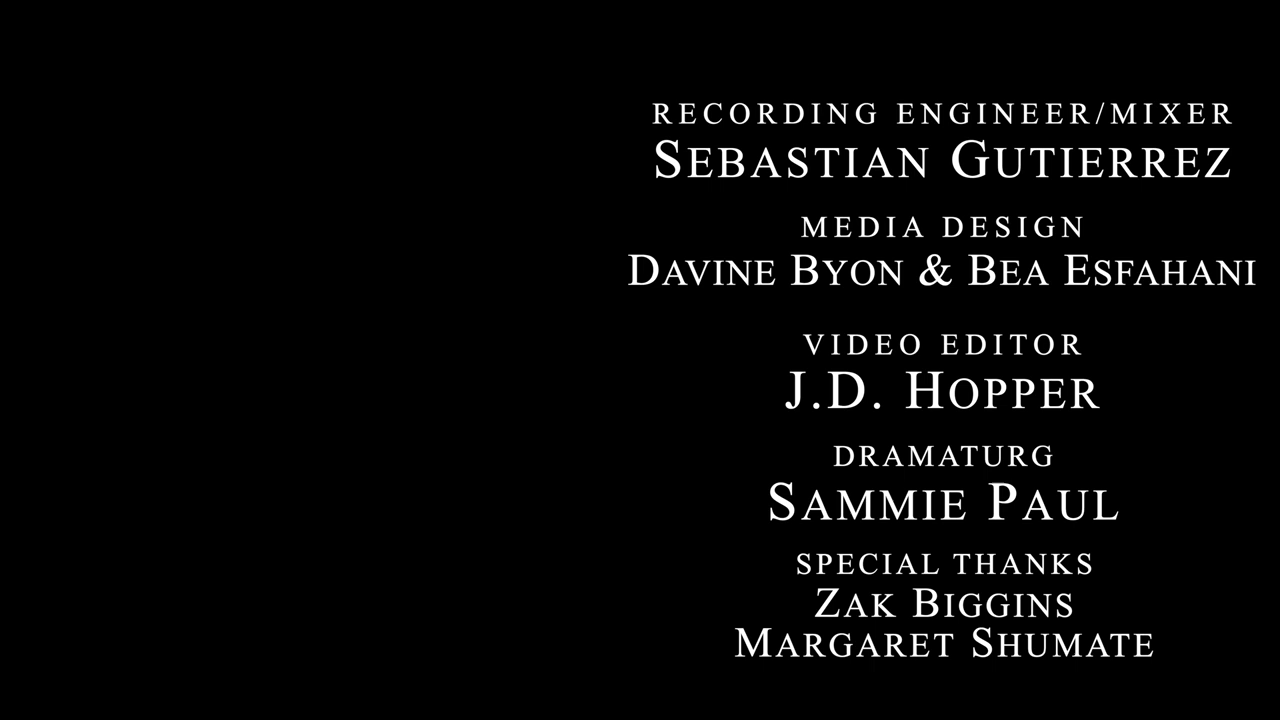 RECORDING ENGINEER/MIXER
SEBASTIAN GUTIERREZ
MEDIA DESIGN
DAVINE BYON & BEA ESFAHANI
VIDEO EDITOR
J.D. HOPPER
DRAMATURG
SAMMIE PAUL
SPECIAL THANKS
ZAK BIGGINS
MARGARET SHUMATE